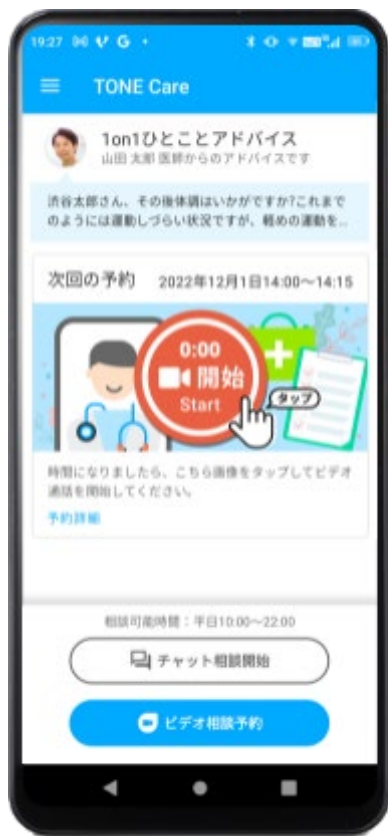 19:27
TONE Care
1on1ひとことアドバイス
山田 太郎 医師からのアドバイスです
渋谷太郎さん、その後体調はいかがですか?これまで
のようには運動しづらい状況ですが、軽めの運動を..
次回の予約 2022年12月1日14:00〜14:15
0:00
開始
Start
タップ
時間になりましたら、こちら画像をタップしてビデオ
通話を開始してください。
予約詳細
相談可能時間:平日10:00〜22:00
チャット相談開始
ビデオ相談予約